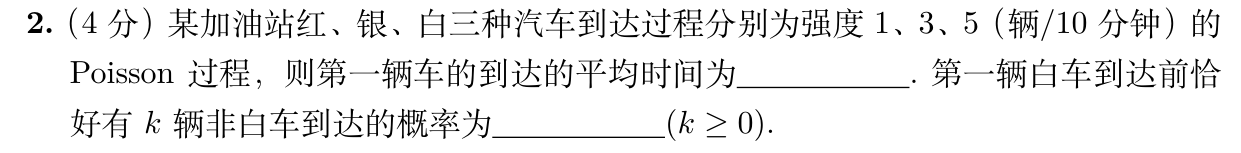 2. (4 分) 某加油站红、银、白三种汽车到达过程分别为强度 1、3、5 (辆/10 分钟) 的
Poisson 过程, 则第一辆车的到达的平均时间为__________. 第一辆白车到达前恰
好有 k 辆非白车到达的概率为__________(k ≥ 0).